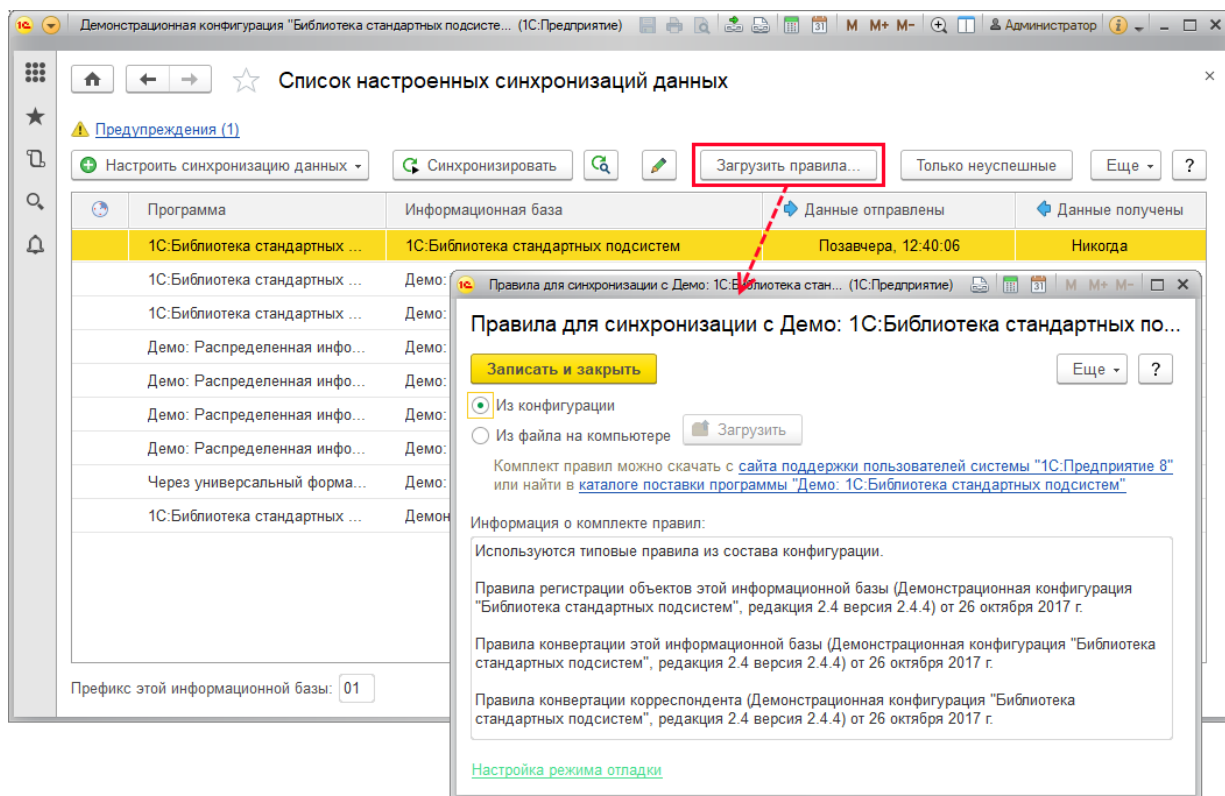 Демонстрационная конфигурация "Библиотека стандартных подсисте... (1С:Предприятие) M M+ M- Администратор
Список настроенных синхронизаций данных
Предупреждения (1)
Настроить синхронизацию данных Синхронизировать Загрузить правила... Только неуспешные Еще ?
Программа Информационная база Данные отправлены Данные получены
1С:Библиотека стандартных ... 1С:Библиотека стандартных подсистем Позавчера, 12:40:06 Никогда
1С:Библиотека стандартных ... Демо:
1С:Библиотека стандартных ... Демо:
Демо: Распределенная инфо... Демо:
Демо: Распределенная инфо... Демо:
Демо: Распределенная инфо... Демо:
Демо: Распределенная инфо... Демо:
Через универсальный форма... Демо:
1С:Библиотека стандартных ... Демон
Префикс этой информационной базы: 01
Правила для синхронизации с Демо: 1С:Библиотека стан... (1С:Предприятие) M M+ M-
Правила для синхронизации с Демо: 1С:Библиотека стандартных по...
Записать и закрыть Еще ?
Из конфигурации
Из файла на компьютере Загрузить
Комплект правил можно скачать с сайта поддержки пользователей системы "1С:Предприятие 8"
или найти в каталоге поставки программы "Демо: 1С:Библиотека стандартных подсистем"
Информация о комплекте правил:
Используются типовые правила из состава конфигурации.
Правила регистрации объектов этой информационной базы (Демонстрационная конфигурация
"Библиотека стандартных подсистем", редакция 2.4 версия 2.4.4) от 26 октября 2017 г.
Правила конвертации этой информационной базы (Демонстрационная конфигурация "Библиотека
стандартных подсистем", редакция 2.4 версия 2.4.4) от 26 октября 2017 г.
Правила конвертации корреспондента (Демонстрационная конфигурация "Библиотека
стандартных подсистем", редакция 2.4 версия 2.4.4) от 26 октября 2017 г.
Настройка режима отладки